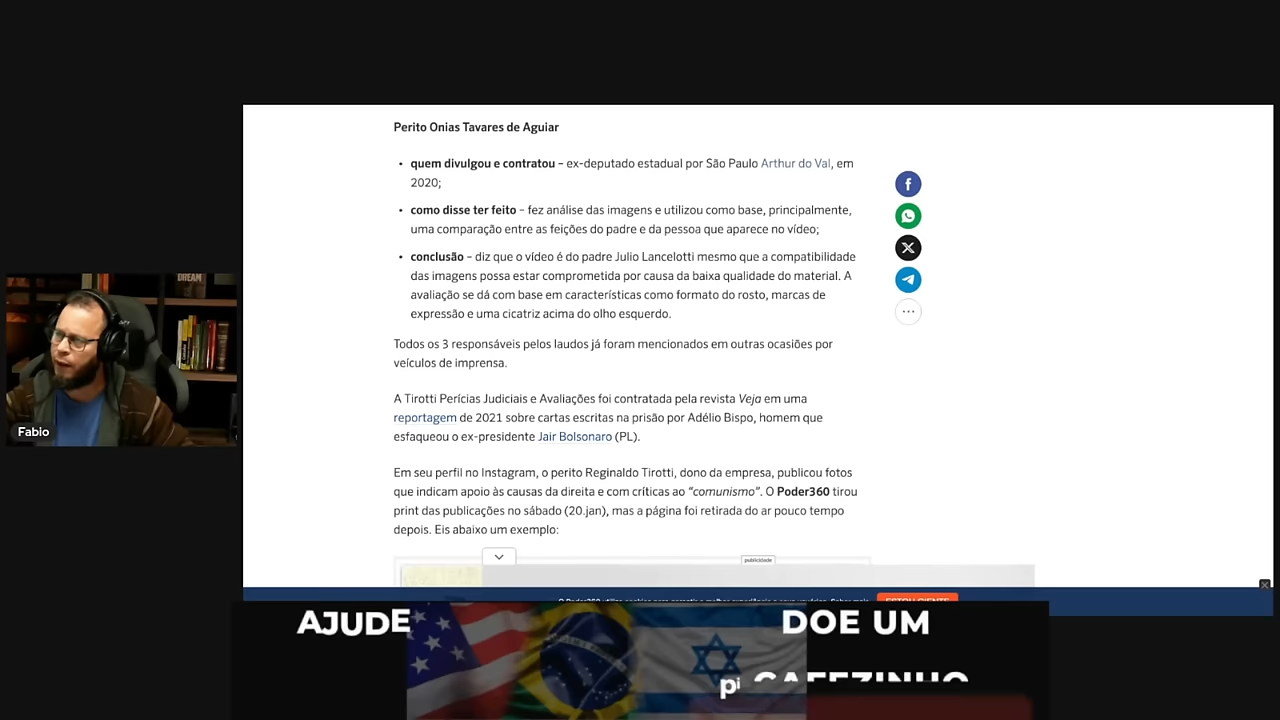 Perito Onias Tavares de Aguiar
• quem divulgou e contratou – ex-deputado estadual por São Paulo Arthur do Val, em
2020;
• como disse ter feito – fez análise das imagens e utilizou como base, principalmente,
uma comparação entre as feições do padre e da pessoa que aparece no vídeo;
• conclusão – diz que o vídeo é do padre Julio Lancelotti mesmo que a compatibilidade
das imagens possa estar comprometida por causa da baixa qualidade do material. A
avaliação se dá com base em características como formato do rosto, marcas de
expressão e uma cicatriz acima do olho esquerdo.
Todos os 3 responsáveis pelos laudos já foram mencionados em outras ocasiões por
veículos de imprensa.
A Tirotti Perícias Judiciais e Avaliações foi contratada pela revista Veja em uma
reportagem de 2021 sobre cartas escritas na prisão por Adélio Bispo, homem que
esfaqueou o ex-presidente Jair Bolsonaro (PL).
Em seu perfil no Instagram, o perito Reginaldo Tirotti, dono da empresa, publicou fotos
que indicam apoio às causas da direita e com críticas ao “comunismo”. O Poder360 tirou
print das publicações no sábado (20.jan), mas a página foi retirada do ar pouco tempo
depois. Eis abaixo um exemplo:
publicidade
DREAM
Fabio
AJUDE
DOE UM
CAFEZINHO
pi